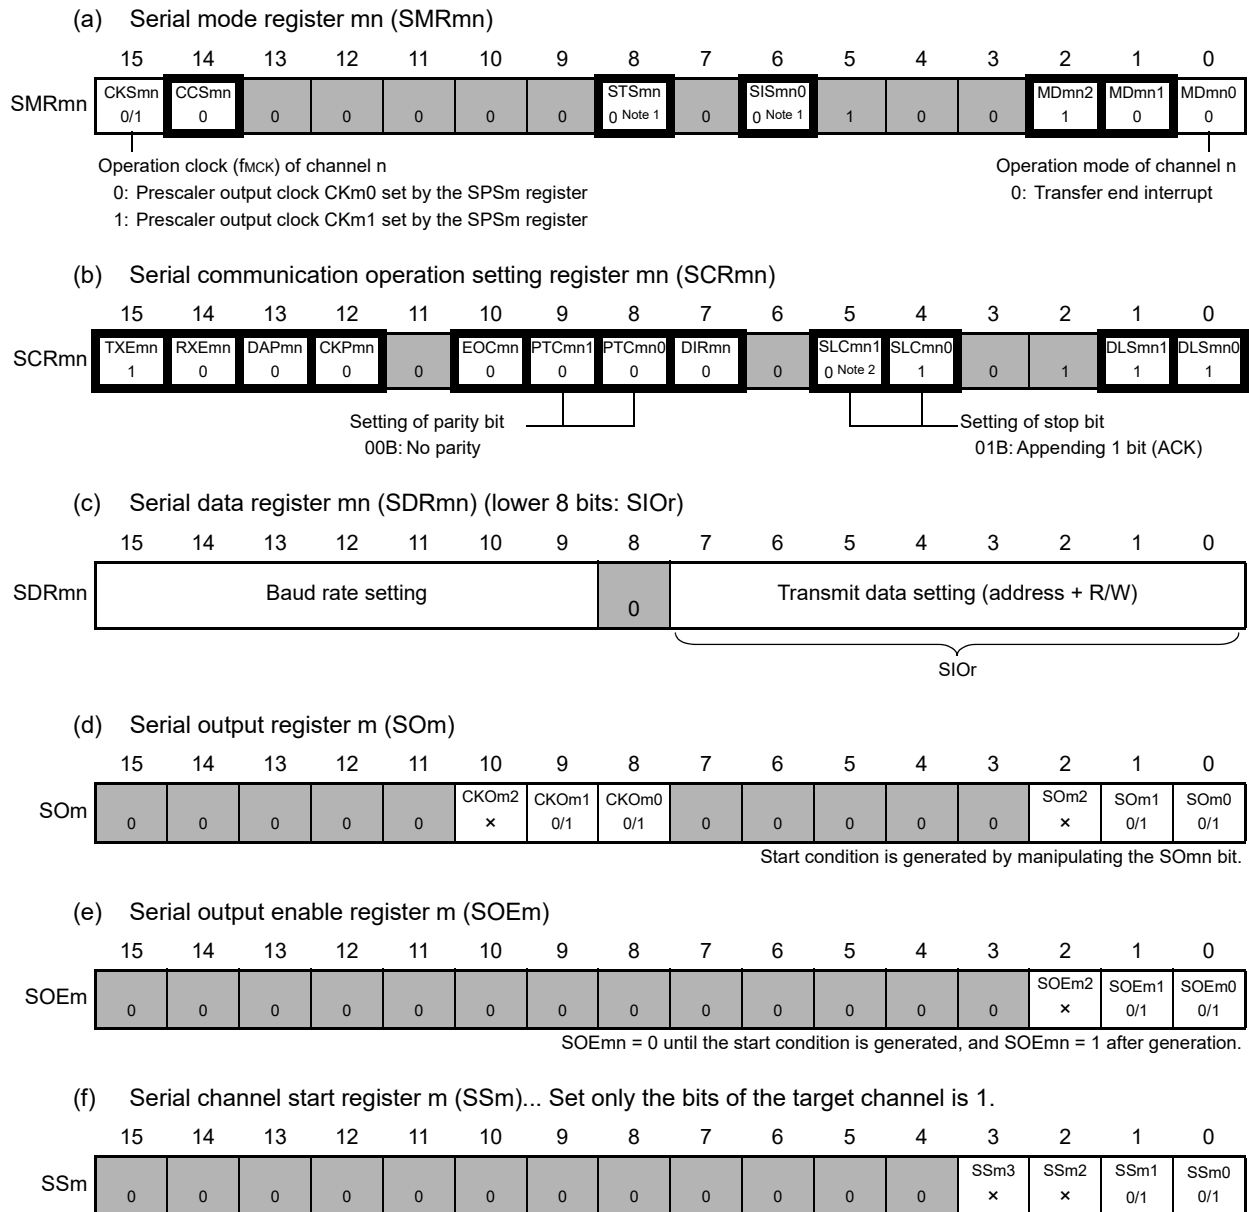 (a) Serial mode register mn (SMRmn)
15 14 13 12 11 10 9 8 7 6 5 4 3 2 1 0
SMRmn CKSmn CCSmn STSmn SISmn0 MDmn2 MDmn1 MDmn0
0/1 0 0 0 0 0 0 0 Note 1 0 0 Note 1 1 0 0 1 0 0
Operation clock (fMCK) of channel n
0: Prescaler output clock CKm0 set by the SPSm register
1: Prescaler output clock CKm1 set by the SPSm register
Operation mode of channel n
0: Transfer end interrupt
(b) Serial communication operation setting register mn (SCRmn)
15 14 13 12 11 10 9 8 7 6 5 4 3 2 1 0
SCRmn TXEmn RXEmn DAPmn CKPmn EOCmn PTCmn1 PTCmn0 DIRmn SLCmn1 SLCmn0 DLSmn1 DLSmn0
1 0 0 0 0 0 0 0 0 0 0 Note 2 1 0 1 1 1
Setting of parity bit
00B: No parity
Setting of stop bit
01B: Appending 1 bit (ACK)
(c) Serial data register mn (SDRmn) (lower 8 bits: SIOr)
15 14 13 12 11 10 9 8 7 6 5 4 3 2 1 0
SDRmn Baud rate setting 0 Transmit data setting (address + R/W)
SIOr
(d) Serial output register m (SOm)
15 14 13 12 11 10 9 8 7 6 5 4 3 2 1 0
SOm CKOm2 CKOm1 CKOm0 SOm2 SOm1 SOm0
0 0 0 0 0 × 0/1 0/1 0 0 0 0 0 × 0/1 0/1
Start condition is generated by manipulating the SOmn bit.
(e) Serial output enable register m (SOEm)
15 14 13 12 11 10 9 8 7 6 5 4 3 2 1 0
SOEm SOEm2 SOEm1 SOEm0
0 0 0 0 0 0 0 0 0 0 0 0 0 × 0/1 0/1
SOEmn = 0 until the start condition is generated, and SOEmn = 1 after generation.
(f) Serial channel start register m (SSm)... Set only the bits of the target channel is 1.
15 14 13 12 11 10 9 8 7 6 5 4 3 2 1 0
SSm SSm3 SSm2 SSm1 SSm0
0 0 0 0 0 0 0 0 0 0 0 0 × × 0/1 0/1